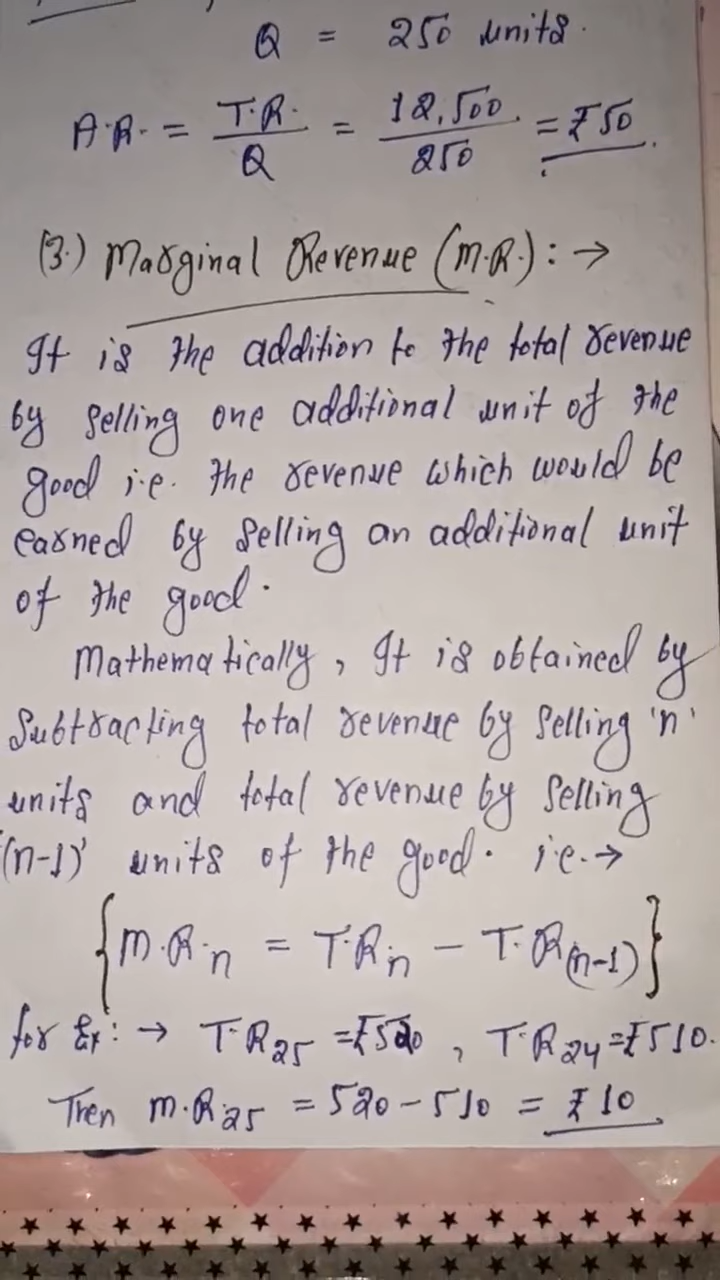 Q = 250 units.
A.R. = T.R. / Q = 12,500 / 250 = ₹50
(3.) Marginal Revenue (M.R.) : →
It is the addition to the total revenue
by selling one additional unit of the
good i.e. the revenue which would be
earned by selling an additional unit
of the good.
Mathematically, It is obtained by
Subtracting total revenue by selling 'n'
units and total revenue by selling
'(n-1)' units of the good. i.e. →
{M.R.n = T.Rn - T.R(n-1)}
for Ex: → T.R25 = ₹520, T.R24 = ₹510.
Then M.R.25 = 520 - 510 = ₹10